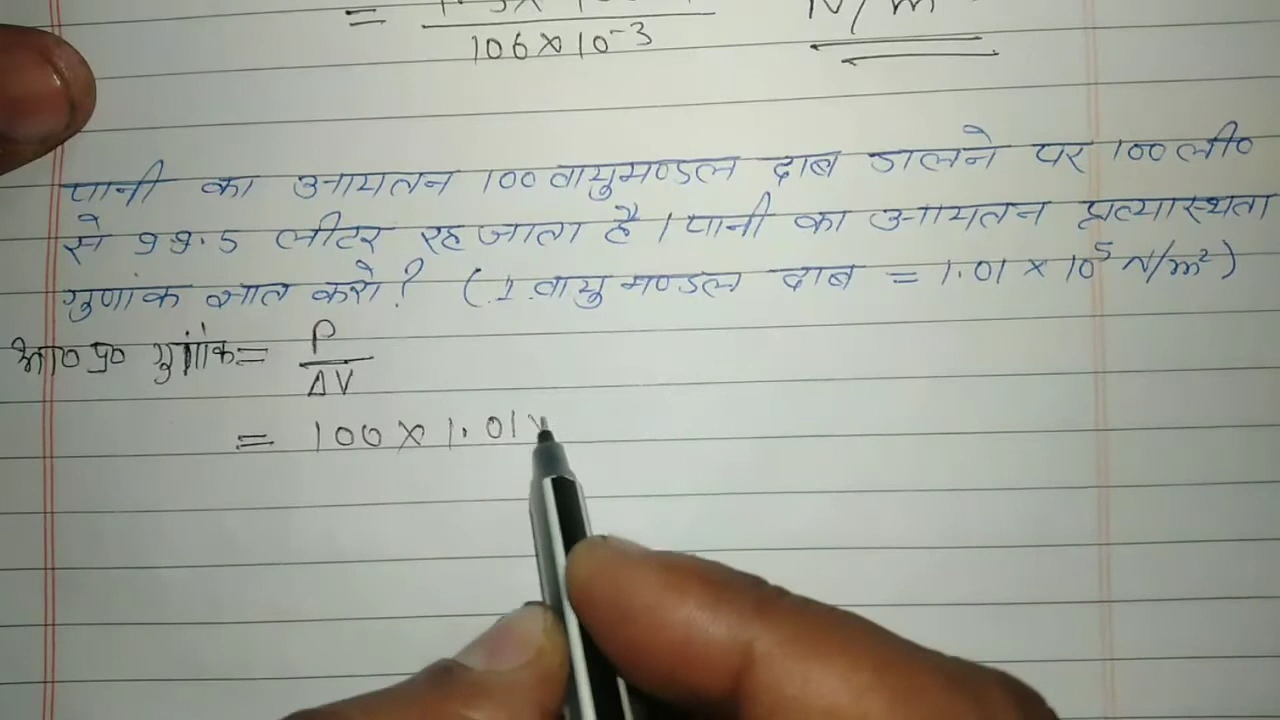 =
106 × 10⁻³
N/m
पानी का आयतन 100 वायुमण्डल दाब डालने पर 100 ली०
से 99.5 लीटर रह जाता है। पानी का आयतन प्रत्यास्थता
गुणांक ज्ञात करो? (1 वायुमण्डल दाब = 1.01 × 10⁵ N/m²)
आ० प्र० गुणांक = P/ΔV
= 100 × 1.01 ×